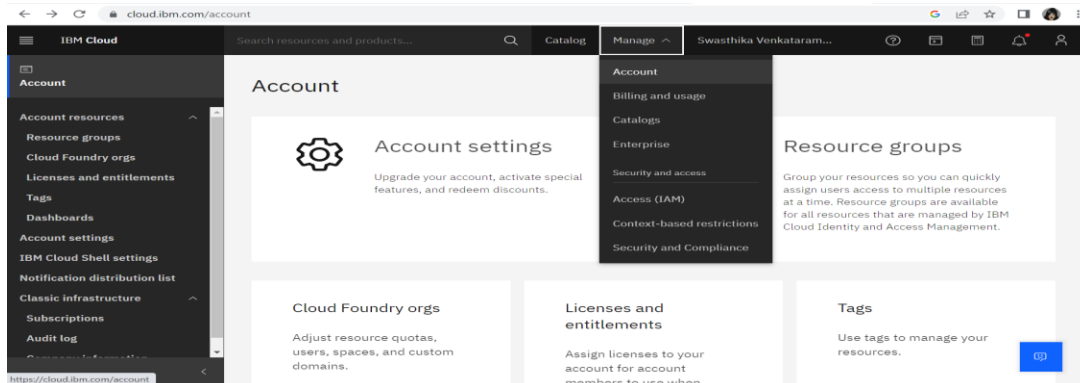 cloud.ibm.com/account
IBM Cloud
Search resources and products...
Catalog
Manage
Swasthika Venkataram...
Account
Account resources
Resource groups
Cloud Foundry orgs
Licenses and entitlements
Tags
Dashboards
Account settings
IBM Cloud Shell settings
Notification distribution list
Classic infrastructure
Subscriptions
Audit log
Company information
https://cloud.ibm.com/account
Account
Account
Billing and usage
Catalogs
Enterprise
Security and access
Access (IAM)
Context-based restrictions
Security and Compliance
Account settings
Upgrade your account, activate special
features, and redeem discounts.
Resource groups
Group your resources so you can quickly
assign users access to multiple resources
at a time. Resource groups are available
for all resources that are managed by IBM
Cloud Identity and Access Management.
Cloud Foundry orgs
Adjust resource quotas,
users, spaces, and custom
domains.
Licenses and
entitlements
Assign licenses to your
account for account
members to use when
Tags
Use tags to manage your
resources.